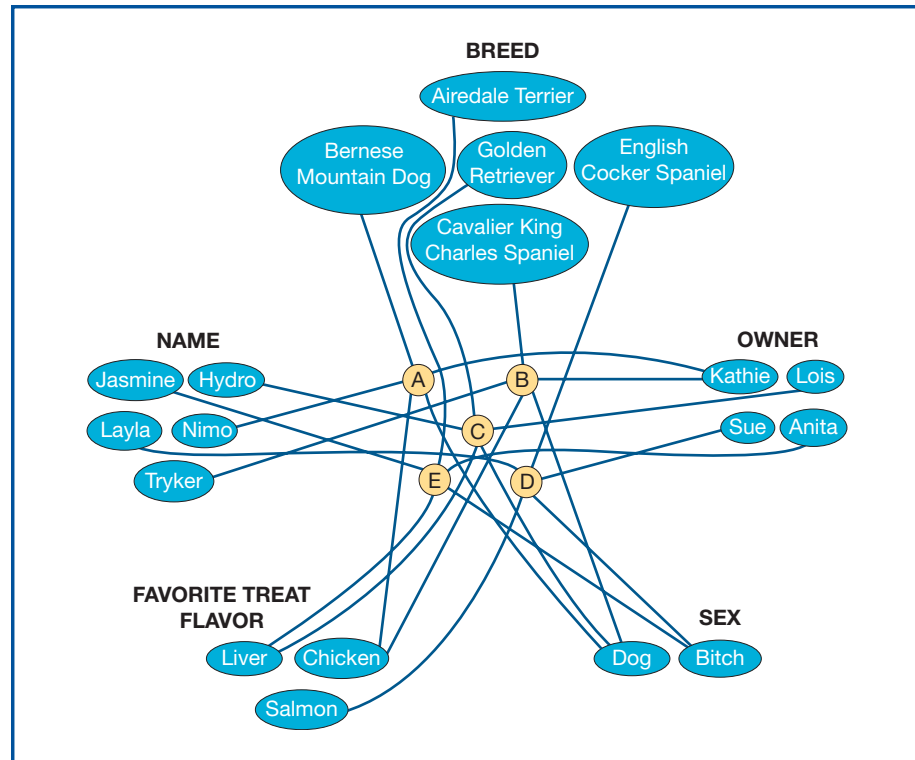 BREED
Airedale Terrier
Bernese
Mountain Dog
Golden
Retriever
English
Cocker Spaniel
Cavalier King
Charles Spaniel
NAME
OWNER
Jasmine
Hydro
A
B
Kathie
Lois
Layla
Nimo
C
Sue
Anita
Tryker
E
D
FAVORITE TREAT
FLAVOR
SEX
Liver
Chicken
Dog
Bitch
Salmon